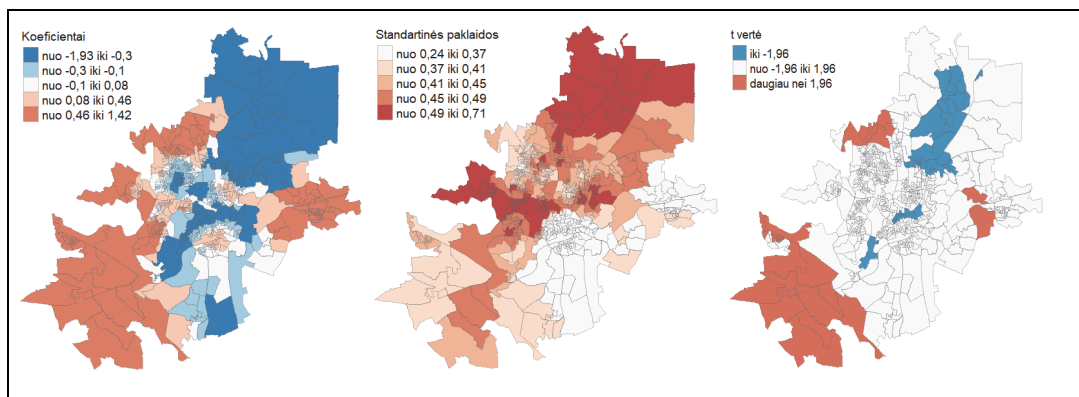 Koeficientai
nuo -1,93 iki -0,3
nuo -0,3 iki -0,1
nuo -0,1 iki 0,08
nuo 0,08 iki 0,46
nuo 0,46 iki 1,42
Standartinės paklaidos
nuo 0,24 iki 0,37
nuo 0,37 iki 0,41
nuo 0,41 iki 0,45
nuo 0,45 iki 0,49
nuo 0,49 iki 0,71
t vertė
iki -1,96
nuo -1,96 iki 1,96
daugiau nei 1,96